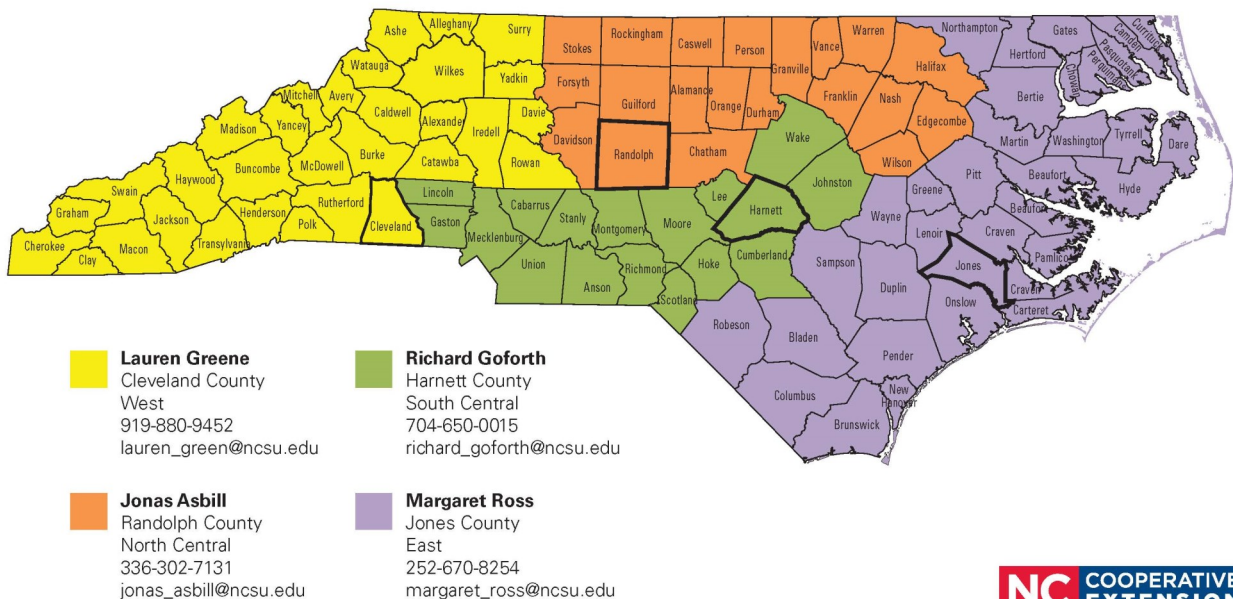 Ashe
Alleghany
Surry
Stokes
Rockingham
Caswell
Person
Granville
Vance
Warren
Northampton
Gates
Currituck
Camden
Pasquotank
Perquimans
Chowan
Hertford
Halifax
Watauga
Wilkes
Yadkin
Forsyth
Guilford
Alamance
Orange
Durham
Franklin
Nash
Edgecombe
Bertie
Mitchell
Avery
Caldwell
Alexander
Iredell
Davie
Davidson
Randolph
Chatham
Wake
Wilson
Martin
Washington
Tyrrell
Dare
Madison
Yancey
Burke
Catawba
Rowan
Buncombe
McDowell
Haywood
Swain
Graham
Jackson
Henderson
Rutherford
Polk
Cleveland
Lincoln
Gaston
Cabarrus
Stanly
Montgomery
Moore
Lee
Harnett
Johnston
Greene
Pitt
Beaufort
Hyde
Wayne
Lenoir
Craven
Beaufort
Pamlico
Jones
Craven
Carteret
Cherokee
Clay
Macon
Transylvania
Mecklenburg
Union
Anson
Richmond
Scotland
Hoke
Cumberland
Sampson
Duplin
Onslow
Robeson
Bladen
Pender
Columbus
New
Hanover
Brunswick
Lauren Greene
Cleveland County
West
919-880-9452
lauren_green@ncsu.edu
Richard Goforth
Harnett County
South Central
704-650-0015
richard_goforth@ncsu.edu
Jonas Asbill
Randolph County
North Central
336-302-7131
jonas_asbill@ncsu.edu
Margaret Ross
Jones County
East
252-670-8254
margaret_ross@ncsu.edu
NC COOPERATIVE
EXTENSION